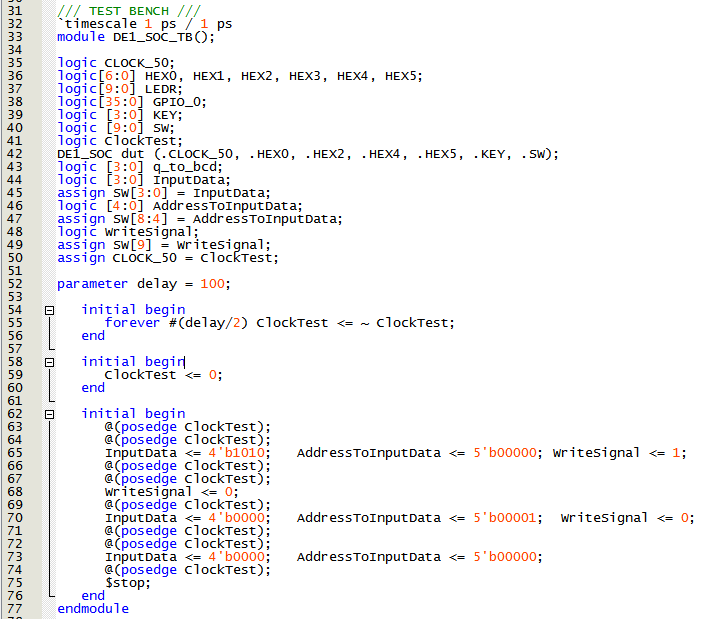 31 /// TEST BENCH ///
32 `timescale 1 ps / 1 ps
33 module DE1_SOC_TB();
34
35 logic CLOCK_50;
36 logic[6:0] HEX0, HEX1, HEX2, HEX3, HEX4, HEX5;
37 logic[9:0] LEDR;
38 logic[35:0] GPIO_0;
39 logic [3:0] KEY;
40 logic [9:0] SW;
41 logic ClockTest;
42 DE1_SOC dut (.CLOCK_50, .HEX0, .HEX2, .HEX4, .HEX5, .KEY, .SW);
43 logic [3:0] q_to_bcd;
44 logic [3:0] InputData;
45 assign SW[3:0] = InputData;
46 logic [4:0] AddressToInputData;
47 assign SW[8:4] = AddressToInputData;
48 logic WriteSignal;
49 assign SW[9] = WriteSignal;
50 assign CLOCK_50 = ClockTest;
51
52 parameter delay = 100;
53
54 initial begin
55 forever #(delay/2) ClockTest <= ~ ClockTest;
56 end
57
58 initial begin
59 ClockTest <= 0;
60 end
61
62 initial begin
63 @(posedge ClockTest);
64 @(posedge ClockTest);
65 InputData <= 4'b1010; AddressToInputData <= 5'b00000; WriteSignal <= 1;
66 @(posedge ClockTest);
67 @(posedge ClockTest);
68 WriteSignal <= 0;
69 @(posedge ClockTest);
70 InputData <= 4'b0000; AddressToInputData <= 5'b00001; WriteSignal <= 0;
71 @(posedge ClockTest);
72 @(posedge ClockTest);
73 InputData <= 4'b0000; AddressToInputData <= 5'b00000;
74 @(posedge ClockTest);
75 $stop;
76 end
77 endmodule